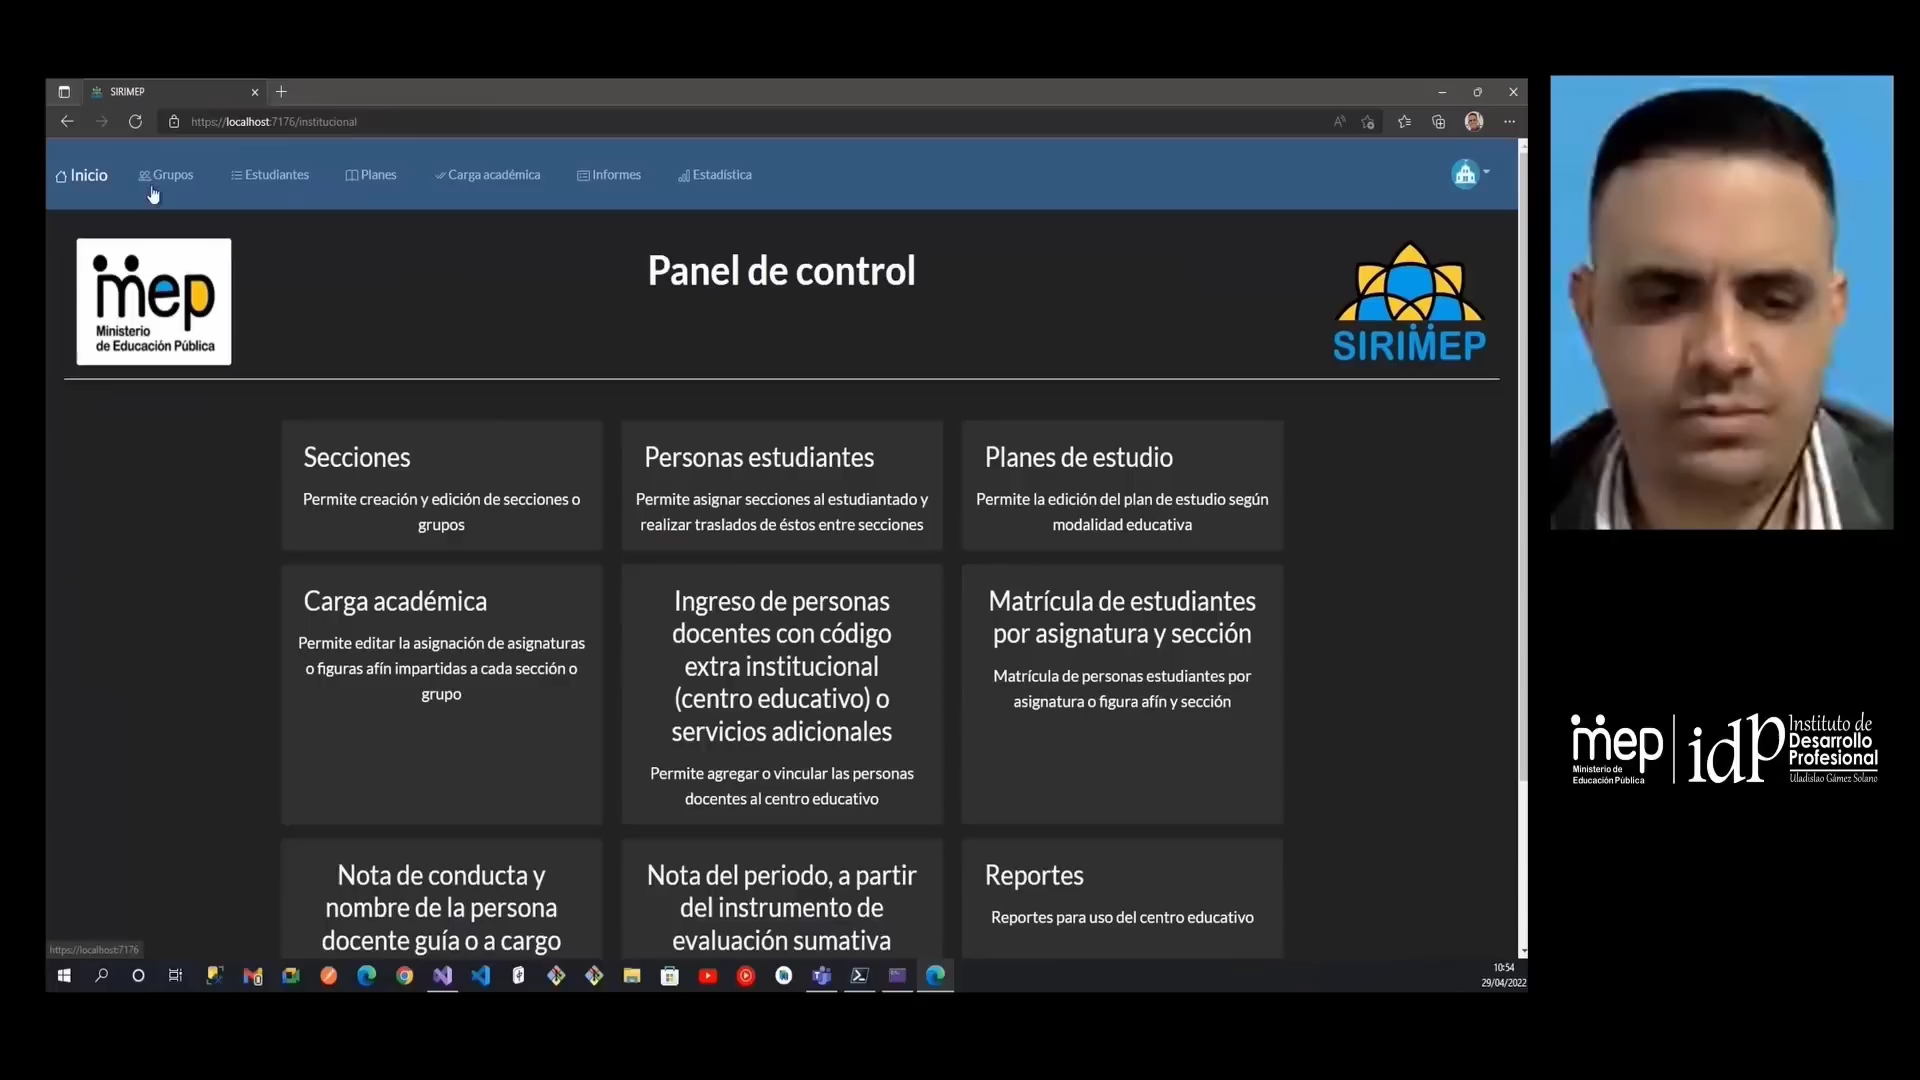 SIRIMEP
https://localhost:7176/institucional
Inicio
Grupos
Estudiantes
Planes
Carga académica
Informes
Estadística
mep
Ministerio
de Educación Pública
Panel de control
SIRIMEP
Secciones
Permite creación y edición de secciones o
grupos
Personas estudiantes
Permite asignar secciones al estudiantado y
realizar traslados de éstos entre secciones
Planes de estudio
Permite la edición del plan de estudio según
modalidad educativa
Carga académica
Permite editar la asignación de asignaturas
o figuras afín impartidas a cada sección o
grupo
Ingreso de personas
docentes con código
extra institucional
(centro educativo) o
servicios adicionales
Permite agregar o vincular las personas
docentes al centro educativo
Matrícula de estudiantes
por asignatura y sección
Matrícula de personas estudiantes por
asignatura o figura afín y sección
Nota de conducta y
nombre de la persona
docente guía o a cargo
Nota del periodo, a partir
del instrumento de
evaluación sumativa
Reportes
Reportes para uso del centro educativo
https://localhost:7176
10:54
29/04/2022
mep
Ministerio de
Educación Pública
idp
Instituto de
Desarrollo
Profesional
Uladislao Gámez Solano